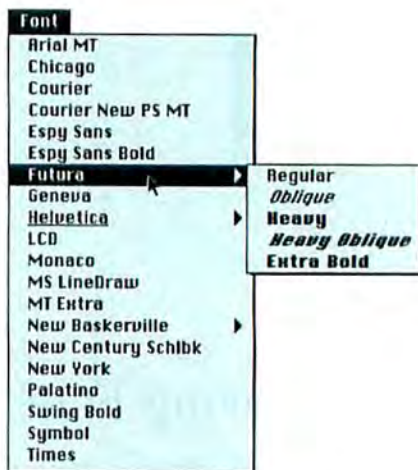 Font
Arial MT
Chicago
Courier
Courier New PS MT
Espy Sans
Espy Sans Bold
Futura
Geneva
Helvetica
LCD
Monaco
MS LineDraw
MT Extra
New Baskerville
New Century Schlbk
New York
Palatino
Swing Bold
Symbol
Times
Regular
Oblique
Heavy
Heavy Oblique
Extra Bold